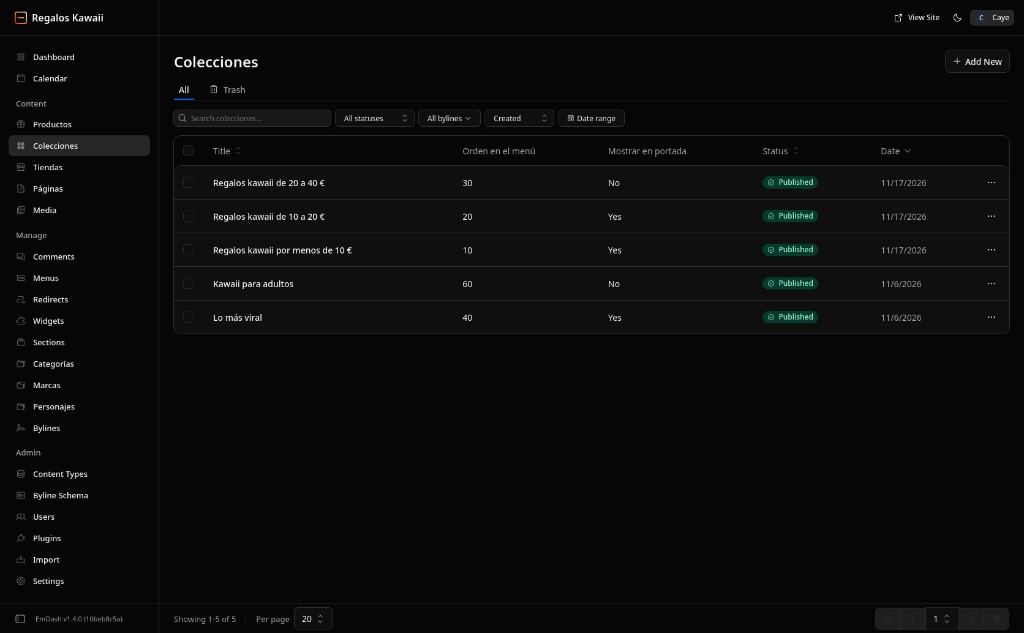 Regalos Kawaii
View Site
C Caye
Dashboard
Calendar
Content
Productos
Colecciones
Tiendas
Páginas
Media
Manage
Comments
Menus
Redirects
Widgets
Sections
Categorías
Marcas
Personajes
Bylines
Admin
Content Types
Byline Schema
Users
Plugins
Import
Settings
EmDash v1.4.0 (10beb8c5a)
Colecciones
Add New
All Trash
Search colecciones... All statuses All bylines Created Date range
Title Orden en el menú Mostrar en portada Status Date
Regalos kawaii de 20 a 40 € 30 No Published 11/17/2026 ...
Regalos kawaii de 10 a 20 € 20 Yes Published 11/17/2026 ...
Regalos kawaii por menos de 10 € 10 Yes Published 11/17/2026 ...
Kawaii para adultos 60 No Published 11/6/2026 ...
Lo más viral 40 Yes Published 11/6/2026 ...
Showing 1-5 of 5 Per page 20 1